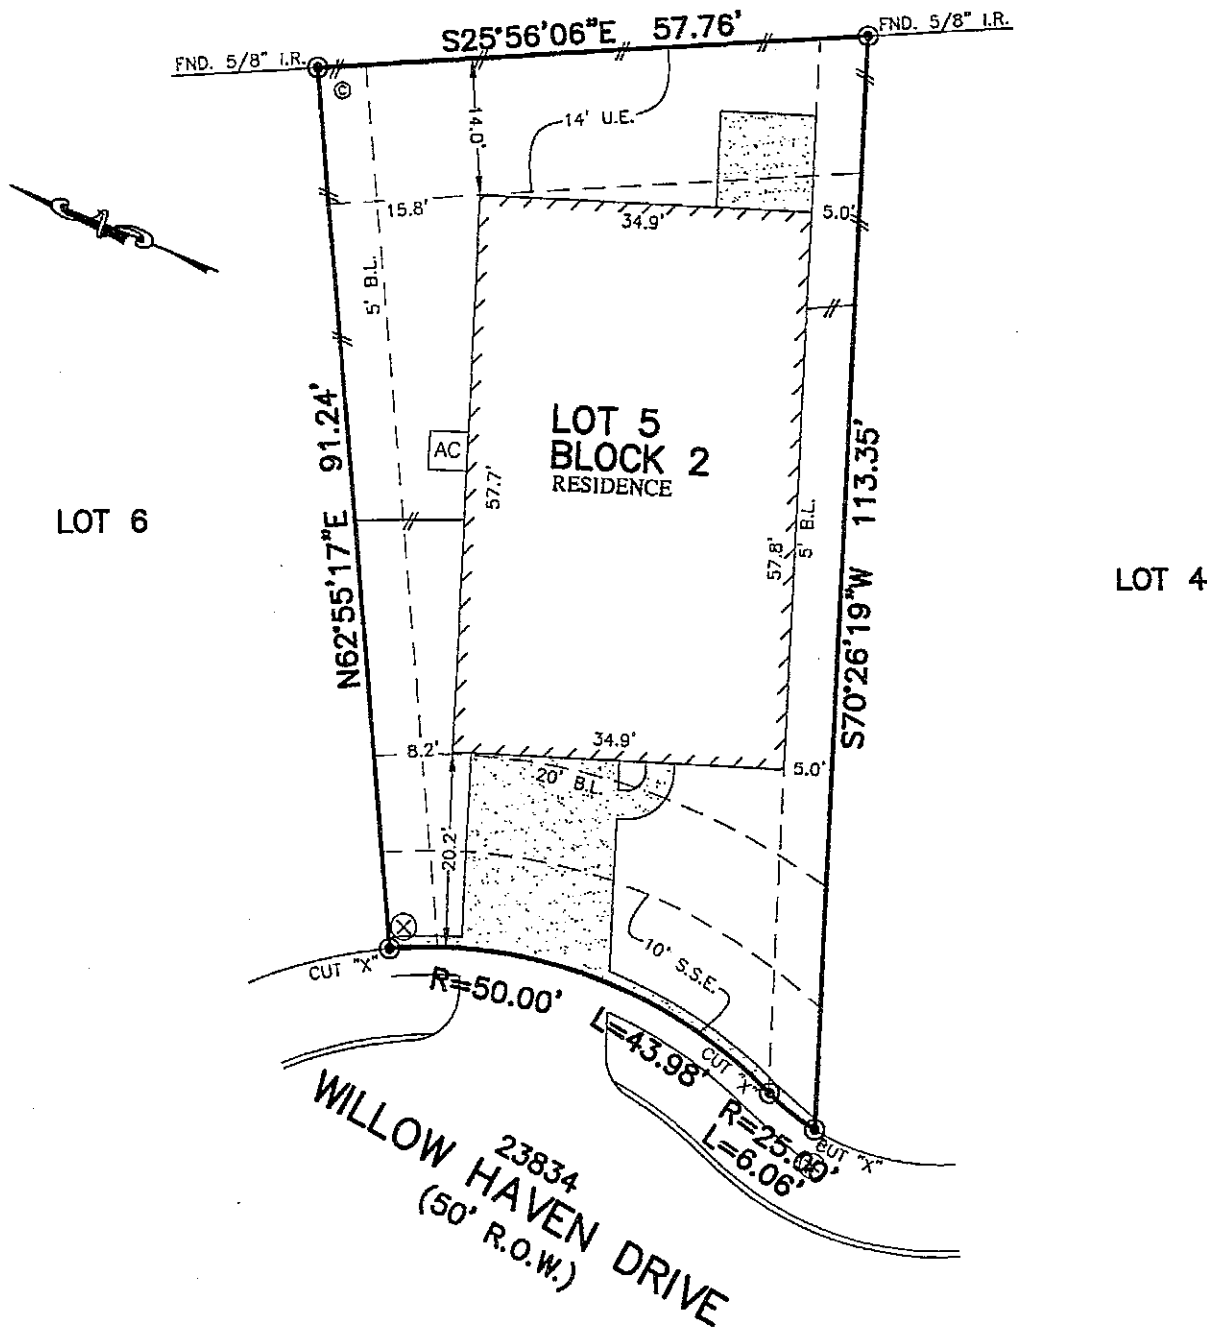 S25°56'06"E 57.76'
FND. 5/8" I.R.
FND. 5/8" I.R.
©
14.0'
14' U.E.
15.8'
34.9'
5.0'
5' B.L.
LOT 5
BLOCK 2
RESIDENCE
AC
57.7'
N62°55'17"E 91.24'
S70°26'19"W 113.35'
57.8'
5' B.L.
LOT 6
LOT 4
8.2'
34.9'
5.0'
20' B.L.
20.2'
10' S.S.E.
CUT "X"
R=50.00'
L=43.98'
CUT "X"
R=25.00'
L=6.06'
CUT "X"
23834
WILLOW HAVEN DRIVE
(50' R.O.W.)